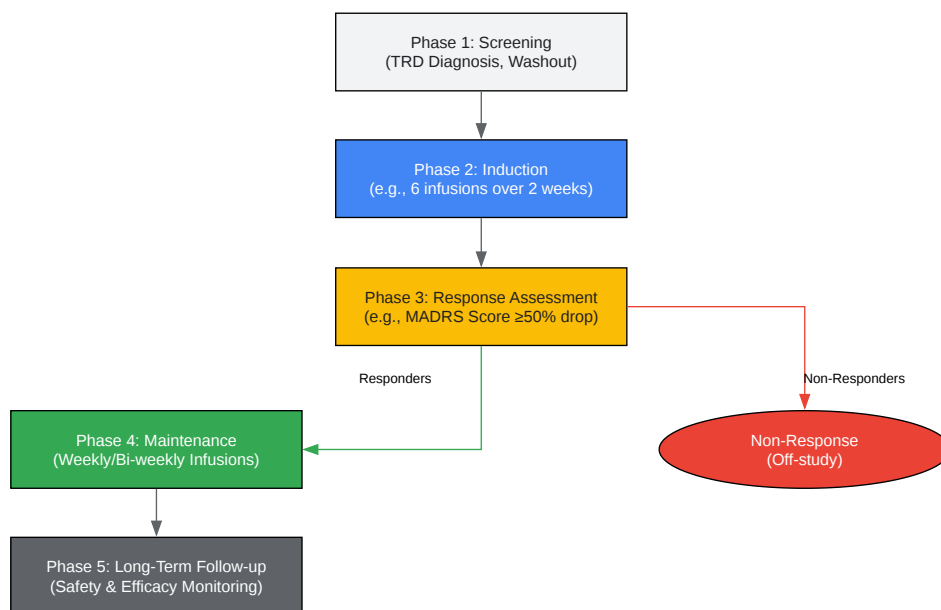 Phase 1: Screening
(TRD Diagnosis, Washout)
Phase 2: Induction
(e.g., 6 infusions over 2 weeks)
Phase 3: Response Assessment
(e.g., MADRS Score ≥50% drop)
Responders
Non-Responders
Phase 4: Maintenance
(Weekly/Bi-weekly Infusions)
Non-Response
(Off-study)
Phase 5: Long-Term Follow-up
(Safety & Efficacy Monitoring)